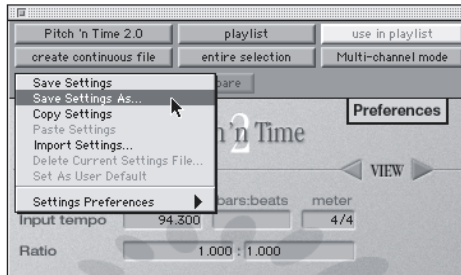 Pitch 'n Time 2.0 playlist use in playlist
create continuous file entire selection Multi-channel mode
Save Settings
Save Settings As...
Copy Settings
Paste Settings
Import Settings...
Delete Current Settings File...
Set As User Default
Settings Preferences
Preferences
'n Time
2
VIEW
bars:beats meter
Input tempo 94.300 4/4
Ratio 1.000 : 1.000